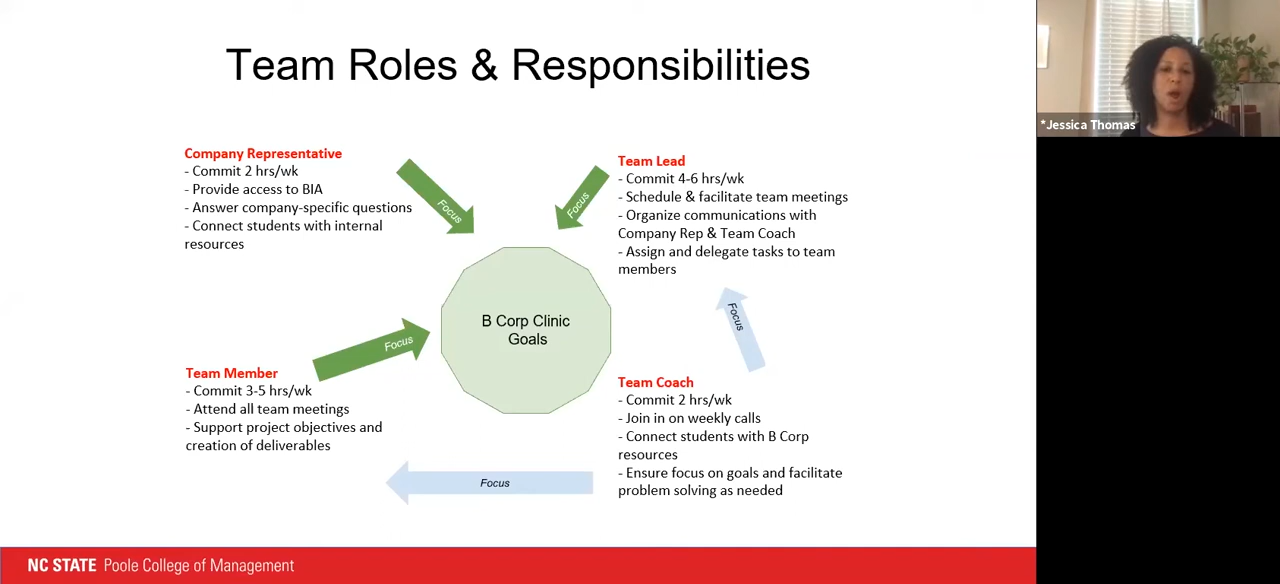 Team Roles & Responsibilities
Company Representative
- Commit 2 hrs/wk
- Provide access to BIA
- Answer company-specific questions
- Connect students with internal
resources
Focus
Focus
Team Lead
- Commit 4-6 hrs/wk
- Schedule & facilitate team meetings
- Organize communications with
Company Rep & Team Coach
- Assign and delegate tasks to team
members
B Corp Clinic
Goals
Focus
Focus
Team Member
- Commit 3-5 hrs/wk
- Attend all team meetings
- Support project objectives and
creation of deliverables
Team Coach
- Commit 2 hrs/wk
- Join in on weekly calls
- Connect students with B Corp
resources
- Ensure focus on goals and facilitate
problem solving as needed
Focus
NC STATE Poole College of Management
*Jessica Thomas